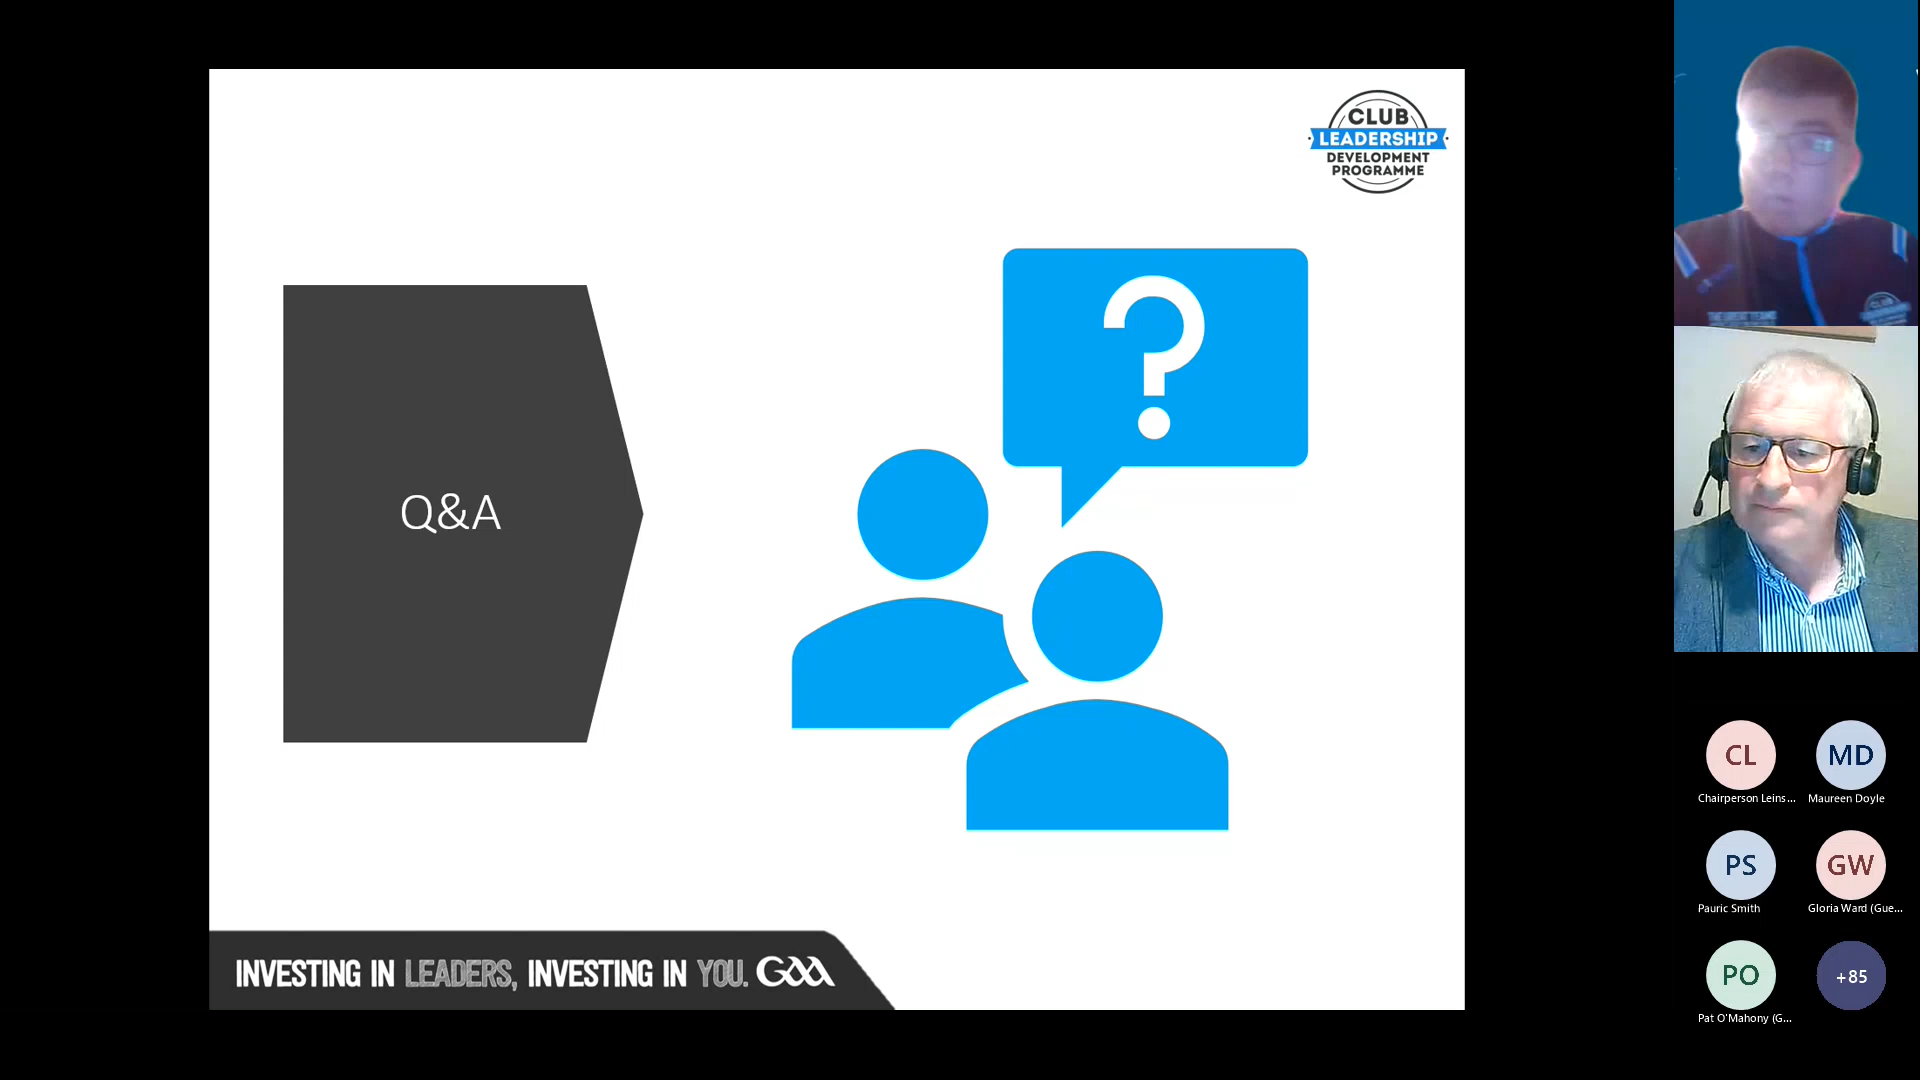 CLUB
LEADERSHIP
DEVELOPMENT
PROGRAMME
?
Q&A
INVESTING IN LEADERS, INVESTING IN YOU. GAA
CL
MD
Chairperson Leins...
Maureen Doyle
PS
GW
Pauric Smith
Gloria Ward (Gue...
PO
+85
Pat O'Mahony (G...